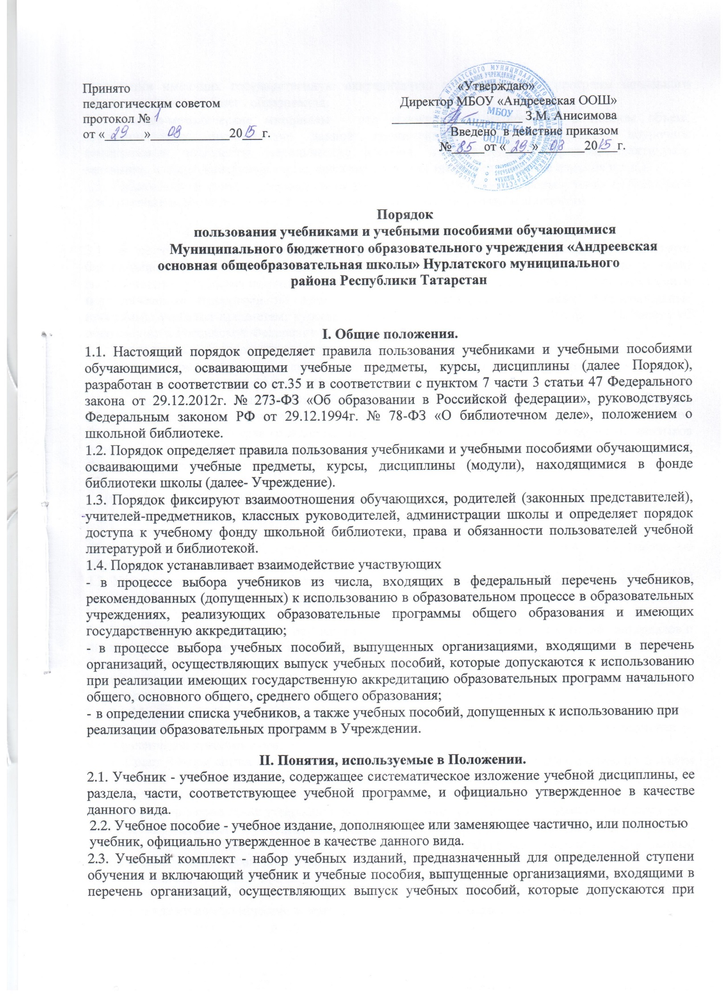 Принято
педагогическим советом
протокол № 1
от «29» 08 2015 г.
«Утверждаю»
Директор МБОУ «Андреевская ООШ»
З.М. Анисимова
Введено в действие приказом
№ 85 от « 29 » 08 2015 г.
МБОУ
«АНДРЕЕВСКАЯ
ООШ»
Порядок
пользования учебниками и учебными пособиями обучающимися
Муниципального бюджетного образовательного учреждения «Андреевская
основная общеобразовательная школы» Нурлатского муниципального
района Республики Татарстан
I. Общие положения.
1.1. Настоящий порядок определяет правила пользования учебниками и учебными пособиями
обучающимися, осваивающими учебные предметы, курсы, дисциплины (далее Порядок),
разработан в соответствии со ст.35 и в соответствии с пунктом 7 части 3 статьи 47 Федерального
закона от 29.12.2012г. № 273-ФЗ «Об образовании в Российской федерации», руководствуясь
Федеральным законом РФ от 29.12.1994г. № 78-ФЗ «О библиотечном деле», положением о
школьной библиотеке.
1.2. Порядок определяет правила пользования учебниками и учебными пособиями обучающимися,
осваивающими учебные предметы, курсы, дисциплины (модули), находящимися в фонде
библиотеки школы (далее- Учреждение).
1.3. Порядок фиксируют взаимоотношения обучающихся, родителей (законных представителей),
учителей-предметников, классных руководителей, администрации школы и определяет порядок
доступа к учебному фонду школьной библиотеки, права и обязанности пользователей учебной
литературой и библиотекой.
1.4. Порядок устанавливает взаимодействие участвующих
- в процессе выбора учебников из числа, входящих в федеральный перечень учебников,
рекомендованных (допущенных) к использованию в образовательном процессе в образовательных
учреждениях, реализующих образовательные программы общего образования и имеющих
государственную аккредитацию;
- в процессе выбора учебных пособий, выпущенных организациями, входящими в перечень
организаций, осуществляющих выпуск учебных пособий, которые допускаются к использованию
при реализации имеющих государственную аккредитацию образовательных программ начального
общего, основного общего, среднего общего образования;
- в определении списка учебников, а также учебных пособий, допущенных к использованию при
реализации образовательных программ в Учреждении.
II. Понятия, используемые в Положении.
2.1. Учебник - учебное издание, содержащее систематическое изложение учебной дисциплины, ее
раздела, части, соответствующее учебной программе, и официально утвержденное в качестве
данного вида.
2.2. Учебное пособие - учебное издание, дополняющее или заменяющее частично, или полностью
учебник, официально утвержденное в качестве данного вида.
2.3. Учебный комплект - набор учебных изданий, предназначенный для определенной ступени
обучения и включающий учебник и учебные пособия, выпущенные организациями, входящими в
перечень организаций, осуществляющих выпуск учебных пособий, которые допускаются при